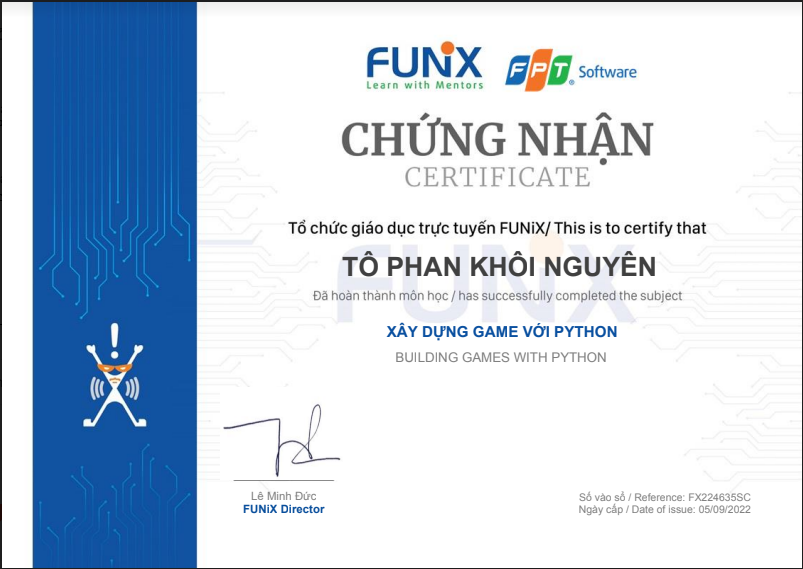 FUNiX
Learn with Mentors
FPT Software
CHỨNG NHẬN
CERTIFICATE
Tổ chức giáo dục trực tuyến FUNiX/ This is to certify that
TÔ PHAN KHÔI NGUYÊN
Đã hoàn thành môn học / has successfully completed the subject
XÂY DỰNG GAME VỚI PYTHON
BUILDING GAMES WITH PYTHON
Lê Minh Đức
FUNiX Director
Số vào sổ / Reference: FX224635SC
Ngày cấp / Date of issue: 05/09/2022